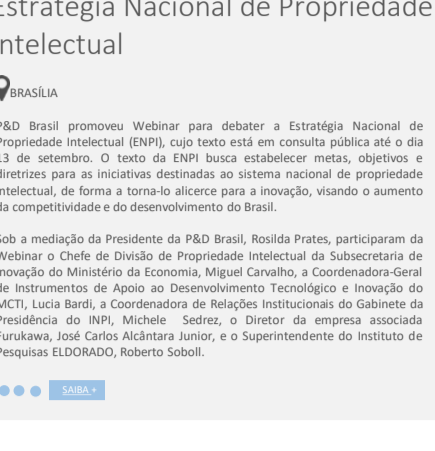 Estratégia Nacional de Propriedade
Intelectual
BRASÍLIA
P&D Brasil promoveu Webinar para debater a Estratégia Nacional de
Propriedade Intelectual (ENPI), cujo texto está em consulta pública até o dia
13 de setembro. O texto da ENPI busca estabelecer metas, objetivos e
diretrizes para as iniciativas destinadas ao sistema nacional de propriedade
intelectual, de forma a torna-lo alicerce para a inovação, visando o aumento
da competitividade e do desenvolvimento do Brasil.
Sob a mediação da Presidente da P&D Brasil, Rosilda Prates, participaram da
Webinar o Chefe de Divisão de Propriedade Intelectual da Subsecretaria de
Inovação do Ministério da Economia, Miguel Carvalho, a Coordenadora-Geral
de Instrumentos de Apoio ao Desenvolvimento Tecnológico e Inovação do
MCTI, Lucia Bardi, a Coordenadora de Relações Institucionais do Gabinete da
Presidência do INPI, Michele Sedrez, o Diretor da empresa associada
Furukawa, José Carlos Alcântara Junior, e o Superintendente do Instituto de
Pesquisas ELDORADO, Roberto Soboll.
SAIBA +